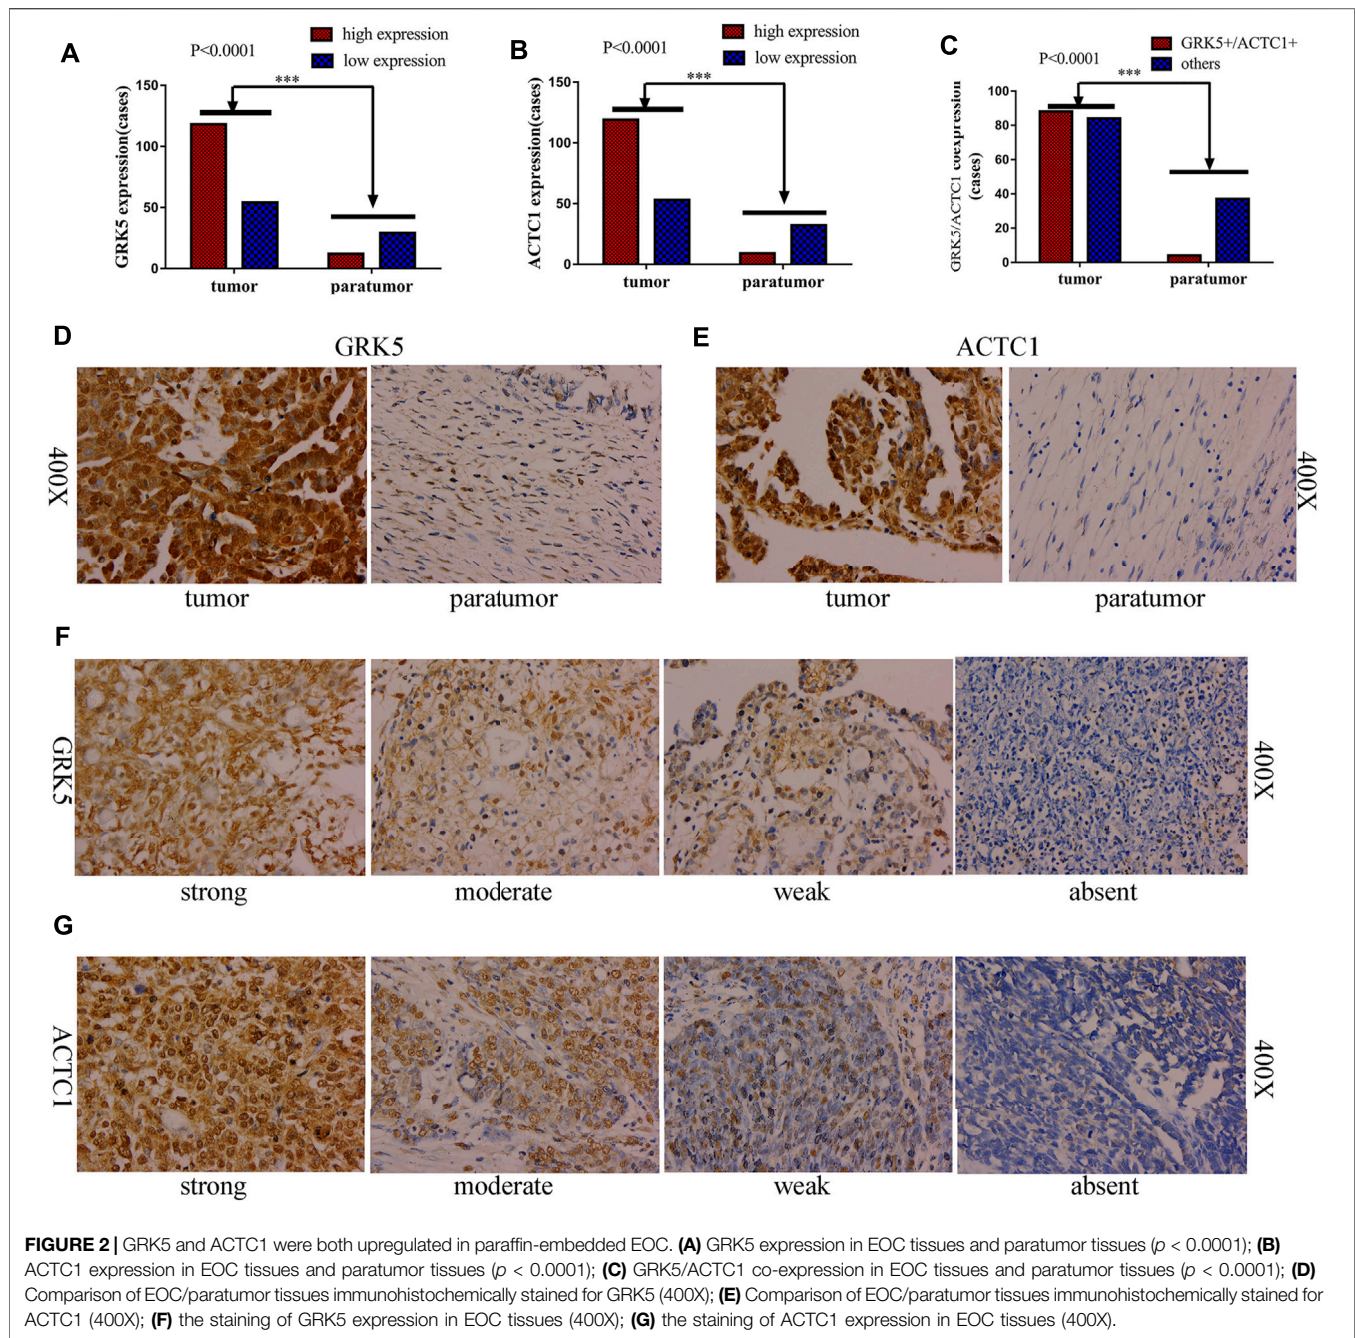 A
P<0.0001
high expression
low expression
***
GRK5 expression(cases)
150
100
50
0
tumor
paratumor
B
P<0.0001
high expression
low expression
***
ACTC1 expression(cases)
150
100
50
0
tumor
paratumor
C
P<0.0001
GRK5+/ACTC1+
others
***
GRK5/ACTC1 coexpression
(cases)
100
80
60
40
20
0
tumor
paratumor
D
GRK5
400X
tumor
paratumor
E
ACTC1
400X
tumor
paratumor
F
GRK5
400X
strong
moderate
weak
absent
G
ACTC1
400X
strong
moderate
weak
absent
FIGURE 2 | GRK5 and ACTC1 were both upregulated in paraffin-embedded EOC. (A) GRK5 expression in EOC tissues and paratumor tissues (p < 0.0001); (B)
ACTC1 expression in EOC tissues and paratumor tissues (p < 0.0001); (C) GRK5/ACTC1 co-expression in EOC tissues and paratumor tissues (p < 0.0001); (D)
Comparison of EOC/paratumor tissues immunohistochemically stained for GRK5 (400X); (E) Comparison of EOC/paratumor tissues immunohistochemically stained for
ACTC1 (400X); (F) the staining of GRK5 expression in EOC tissues (400X); (G) the staining of ACTC1 expression in EOC tissues (400X).